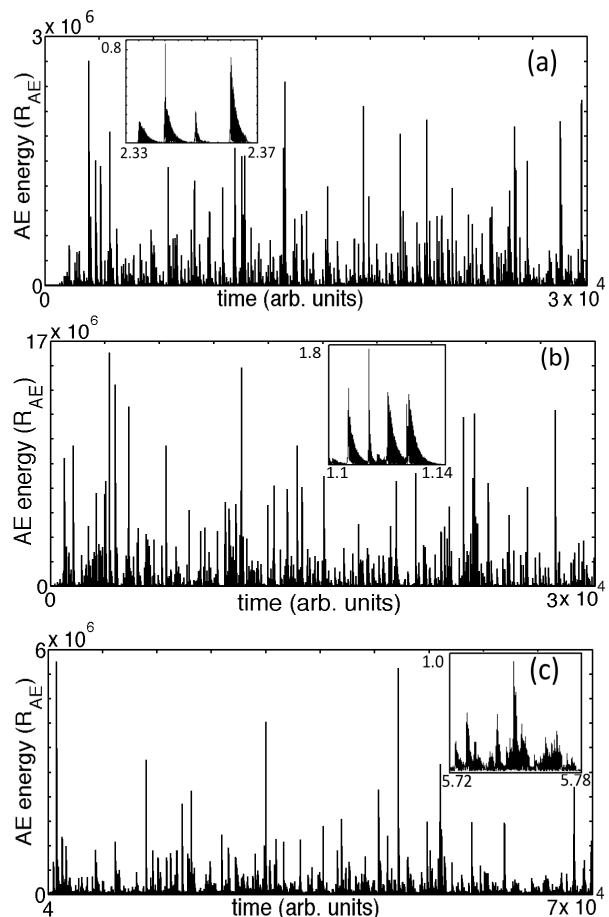 3 x 10 6
(a)
0.8
AE energy (R_AE)
2.33 2.37
0 time (arb. units) 3 x 10 4
17 x 10 6
(b)
1.8
AE energy (R_AE)
1.1 1.14
0
0 time (arb. units) 3 x 10 4
6 x 10 6
1.0 (c)
AE energy (R_AE)
5.72 5.78
0
4 time (arb. units) 7 x 10 4